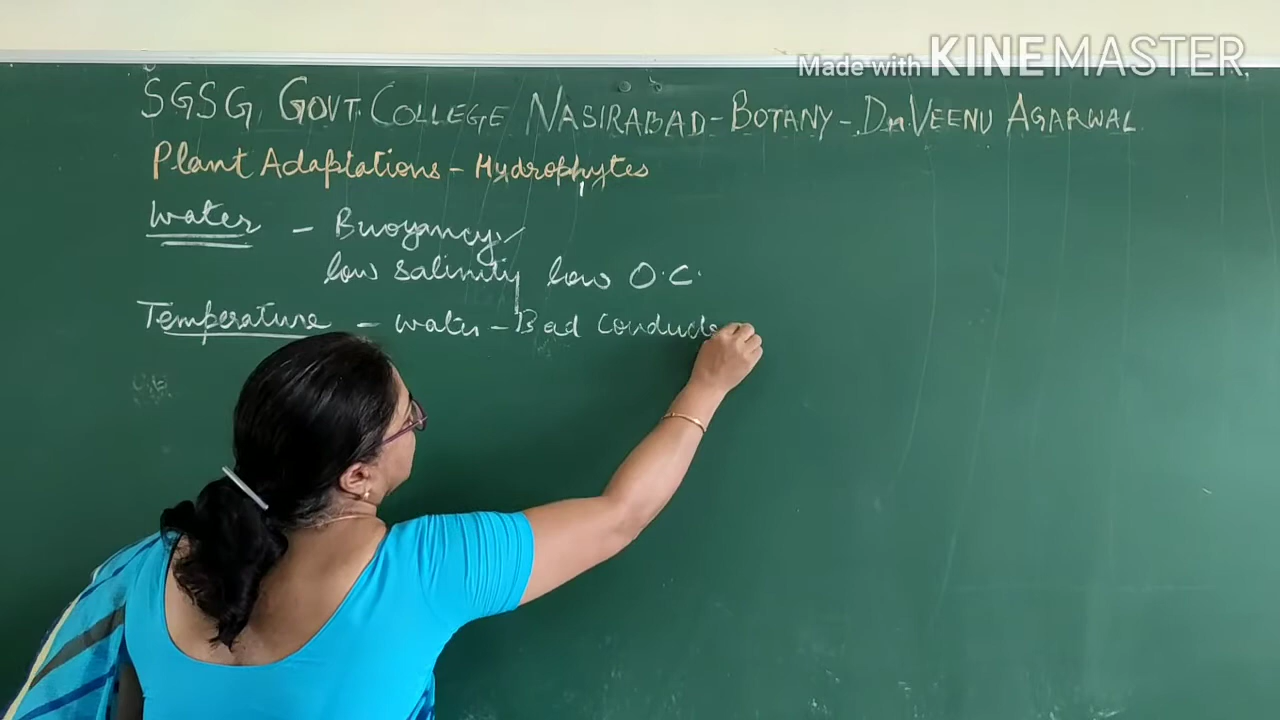 Made with KINEMASTER
SGSG GOVT. COLLEGE NASIRABAD - BOTANY - Dr. VEENU AGARWAL
Plant Adaptations - Hydrophytes
Water - Buoyancy
low salinity low O.C.
Temperature - water - Bad Conducto